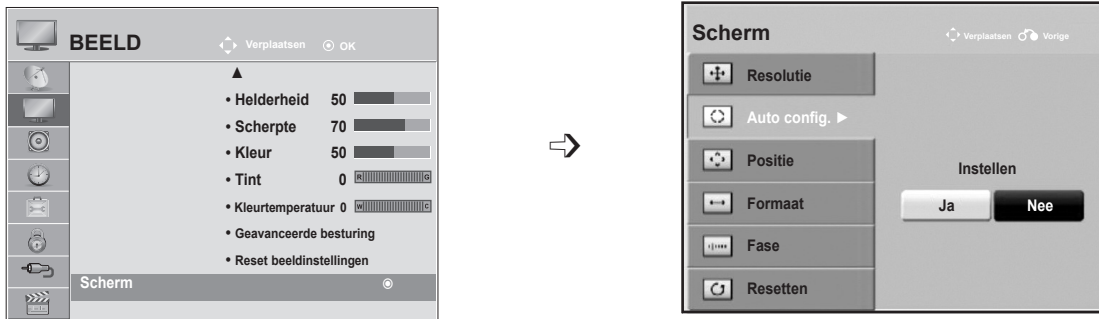 BEELD
Verplaatsen OK
▲
• Helderheid 50
• Scherpte 70
• Kleur 50
• Tint 0 R G
• Kleurtemperatuur 0 W C
• Geavanceerde besturing
• Reset beeldinstellingen
Scherm
Scherm
Verplaatsen Vorige
Resolutie
Auto config. ►
Positie
Formaat
Fase
Resetten
Instellen
Ja Nee